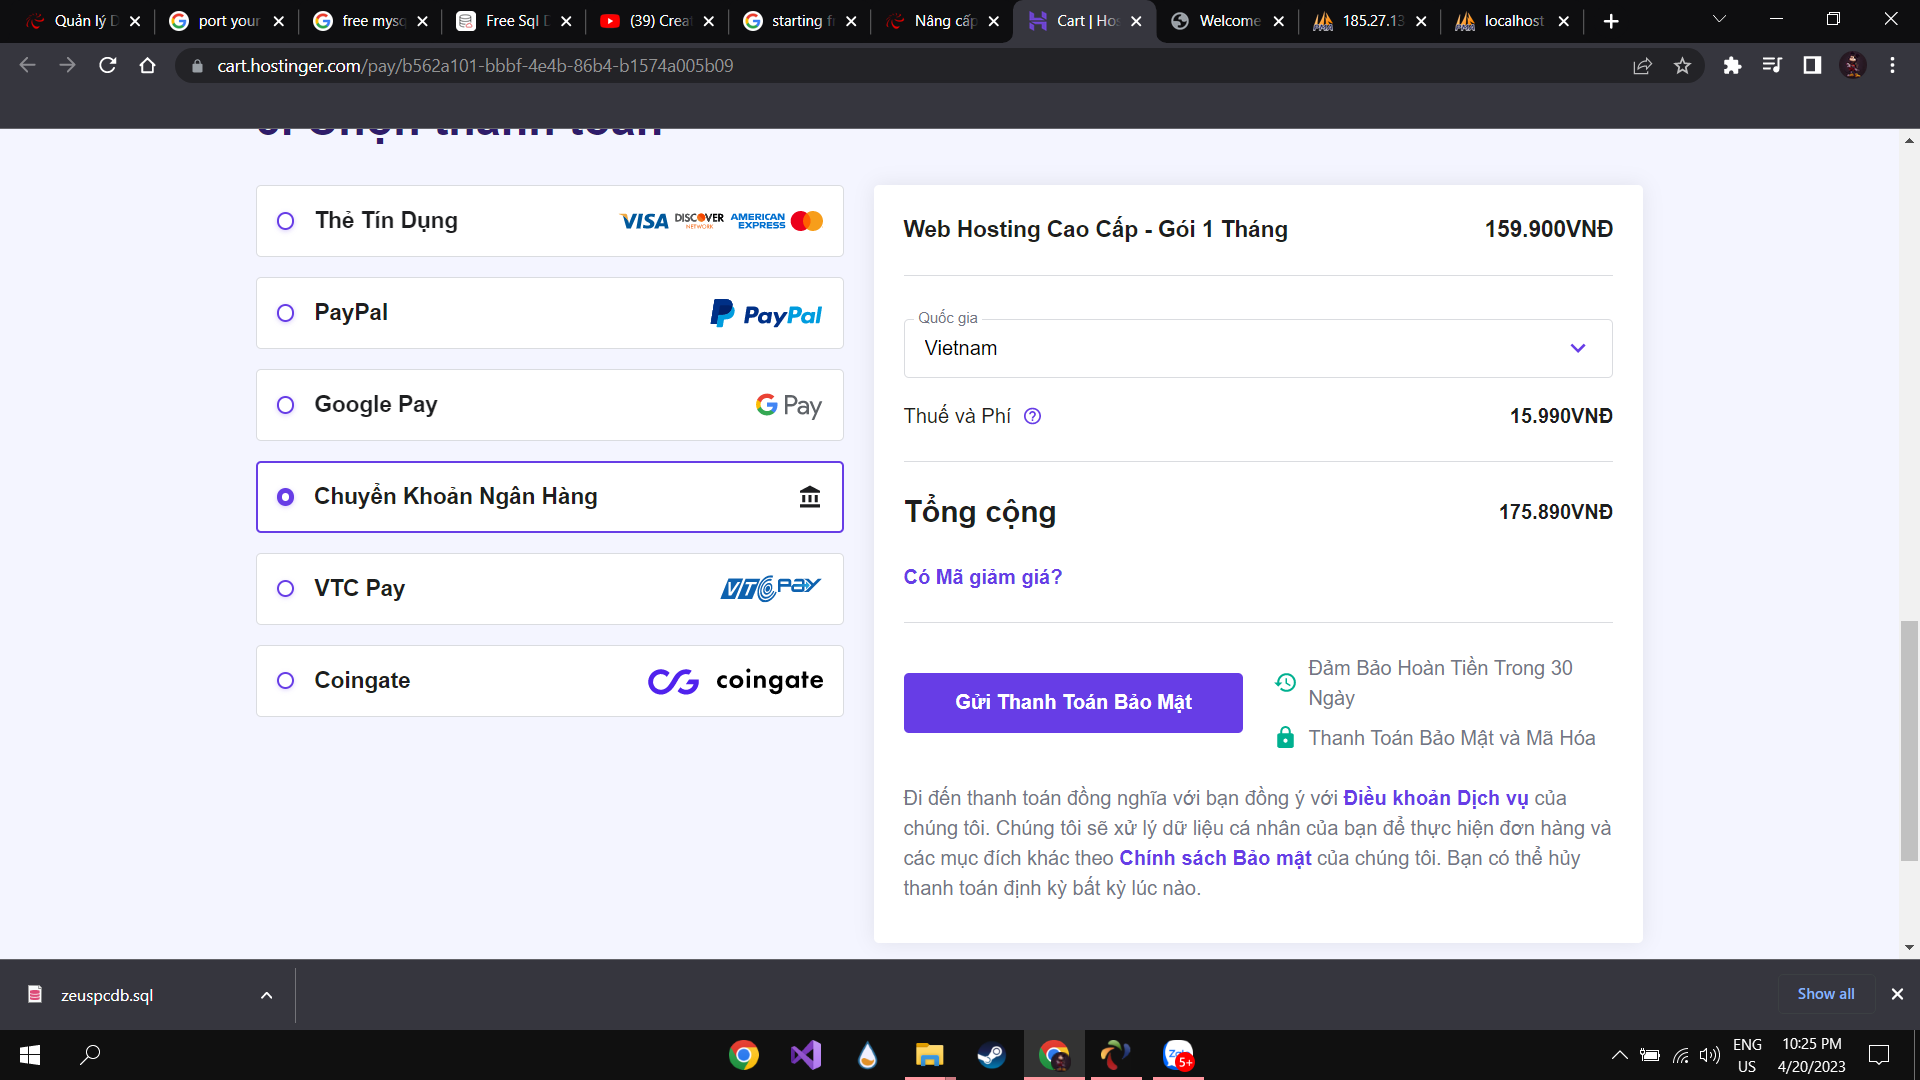 Quản lý D
port your
free mysq
Free Sql D
(39) Creat
starting fr
Nâng cấp
Cart | Hos
Welcome
185.27.13
localhost
cart.hostinger.com/pay/b562a101-bbbf-4e4b-86b4-b1574a005b09
Thẻ Tín Dụng
VISA DISCOVER NETWORK AMERICAN EXPRESS
PayPal
PayPal
Google Pay
G Pay
Chuyển Khoản Ngân Hàng
VTC Pay
VTC Pay
Coingate
coingate
Web Hosting Cao Cấp - Gói 1 Tháng 159.900VNĐ
Quốc gia
Vietnam
Thuế và Phí 15.990VNĐ
Tổng cộng 175.890VNĐ
Có Mã giảm giá?
Gửi Thanh Toán Bảo Mật
Đảm Bảo Hoàn Tiền Trong 30
Ngày
Thanh Toán Bảo Mật và Mã Hóa
Đi đến thanh toán đồng nghĩa với bạn đồng ý với Điều khoản Dịch vụ của
chúng tôi. Chúng tôi sẽ xử lý dữ liệu cá nhân của bạn để thực hiện đơn hàng và
các mục đích khác theo Chính sách Bảo mật của chúng tôi. Bạn có thể hủy
thanh toán định kỳ bất kỳ lúc nào.
zeuspcdb.sql
Show all
5+
ENG
US
10:25 PM
4/20/2023